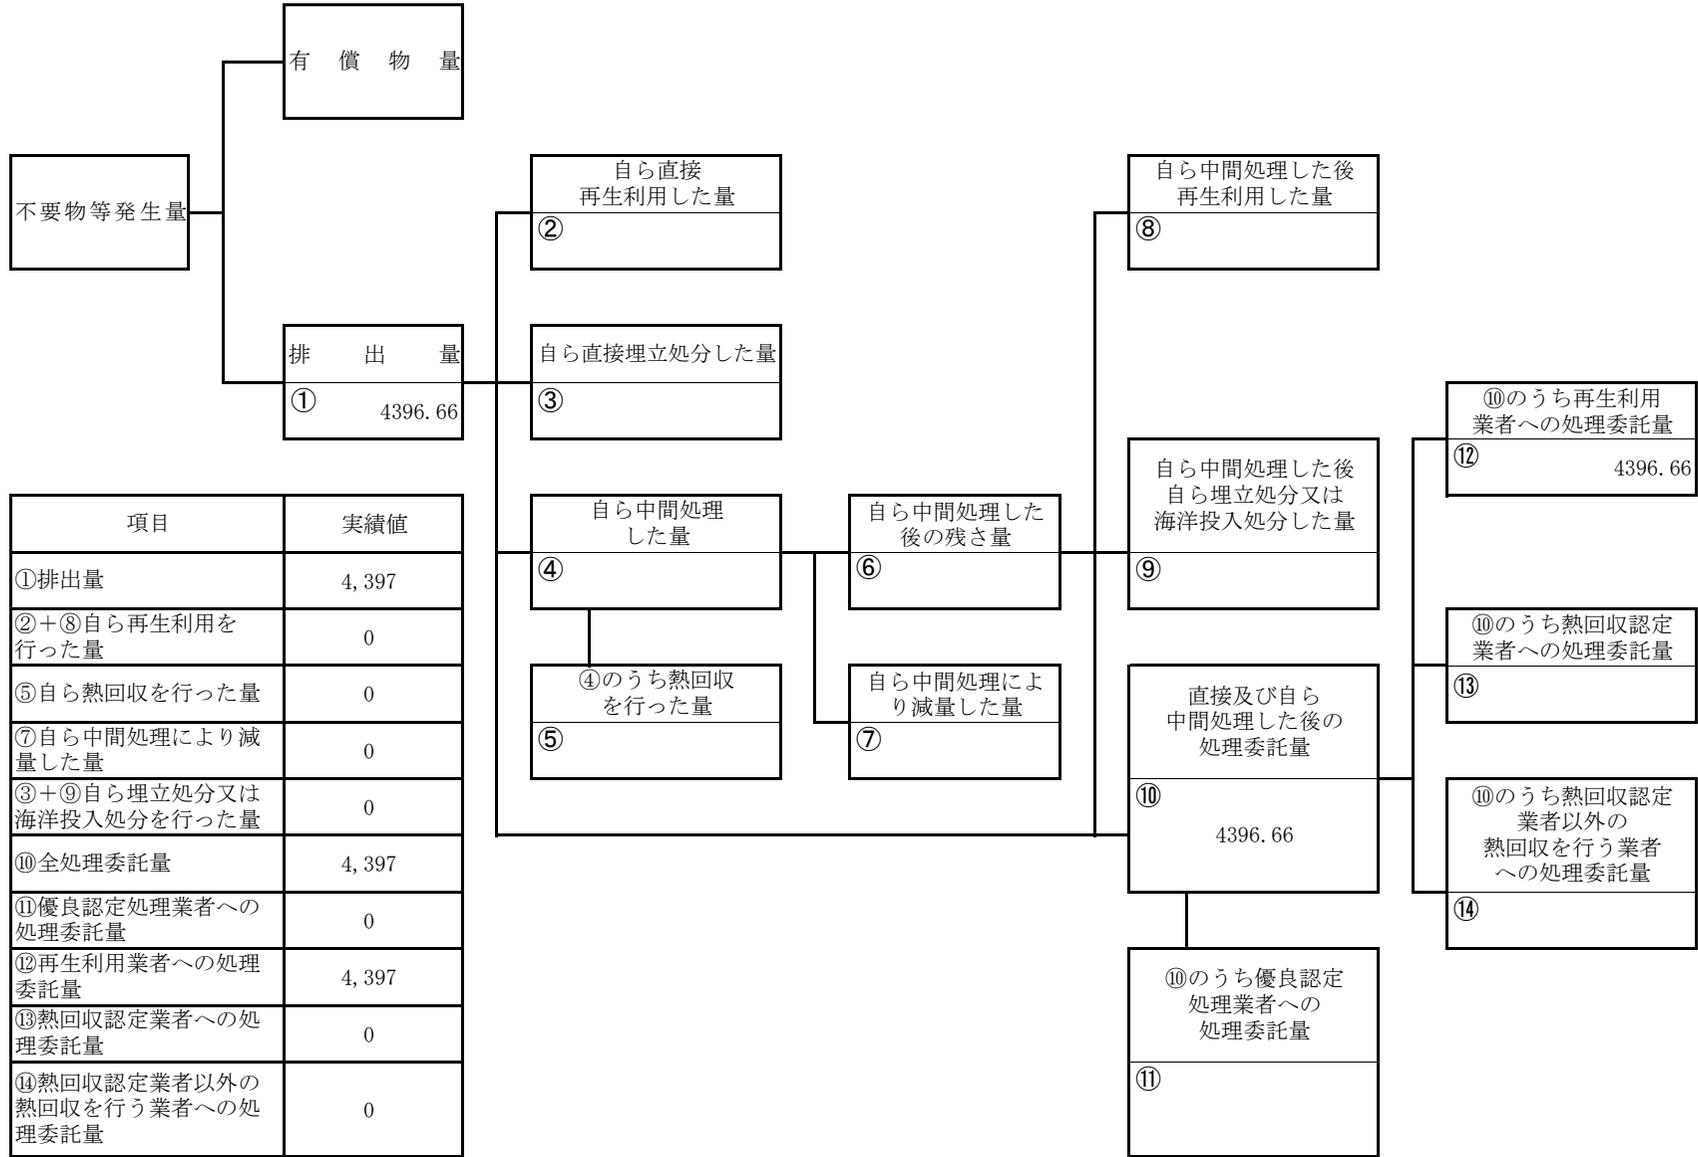 有償物量
不要物等発生量
排出量
① 4396.66
自ら直接
再生利用した量
②
自ら直接埋立処分した量
③
自ら中間処理
した量
④
④のうち熱回収
を行った量
⑤
自ら中間処理した
後の残さ量
⑥
自ら中間処理によ
り減量した量
⑦
自ら中間処理した後
再生利用した量
⑧
自ら中間処理した後
自ら埋立処分又は
海洋投入処分した量
⑨
直接及び自ら
中間処理した後の
処理委託量
⑩
4396.66
⑩のうち優良認定
処理業者への
処理委託量
⑪
⑩のうち再生利用
業者への処理委託量
⑫ 4396.66
⑩のうち熱回収認定
業者への処理委託量
⑬
⑩のうち熱回収認定
業者以外の
熱回収を行う業者
への処理委託量
⑭
項目 実績値
①排出量 4,397
②+⑧自ら再生利用を
行った量 0
⑤自ら熱回収を行った量 0
⑦自ら中間処理により減
量した量 0
③+⑨自ら埋立処分又は
海洋投入処分を行った量 0
⑩全処理委託量 4,397
⑪優良認定処理業者への
処理委託量 0
⑫再生利用業者への処理
委託量 4,397
⑬熱回収認定業者への処
理委託量 0
⑭熱回収認定業者以外の
熱回収を行う業者への処
理委託量 0